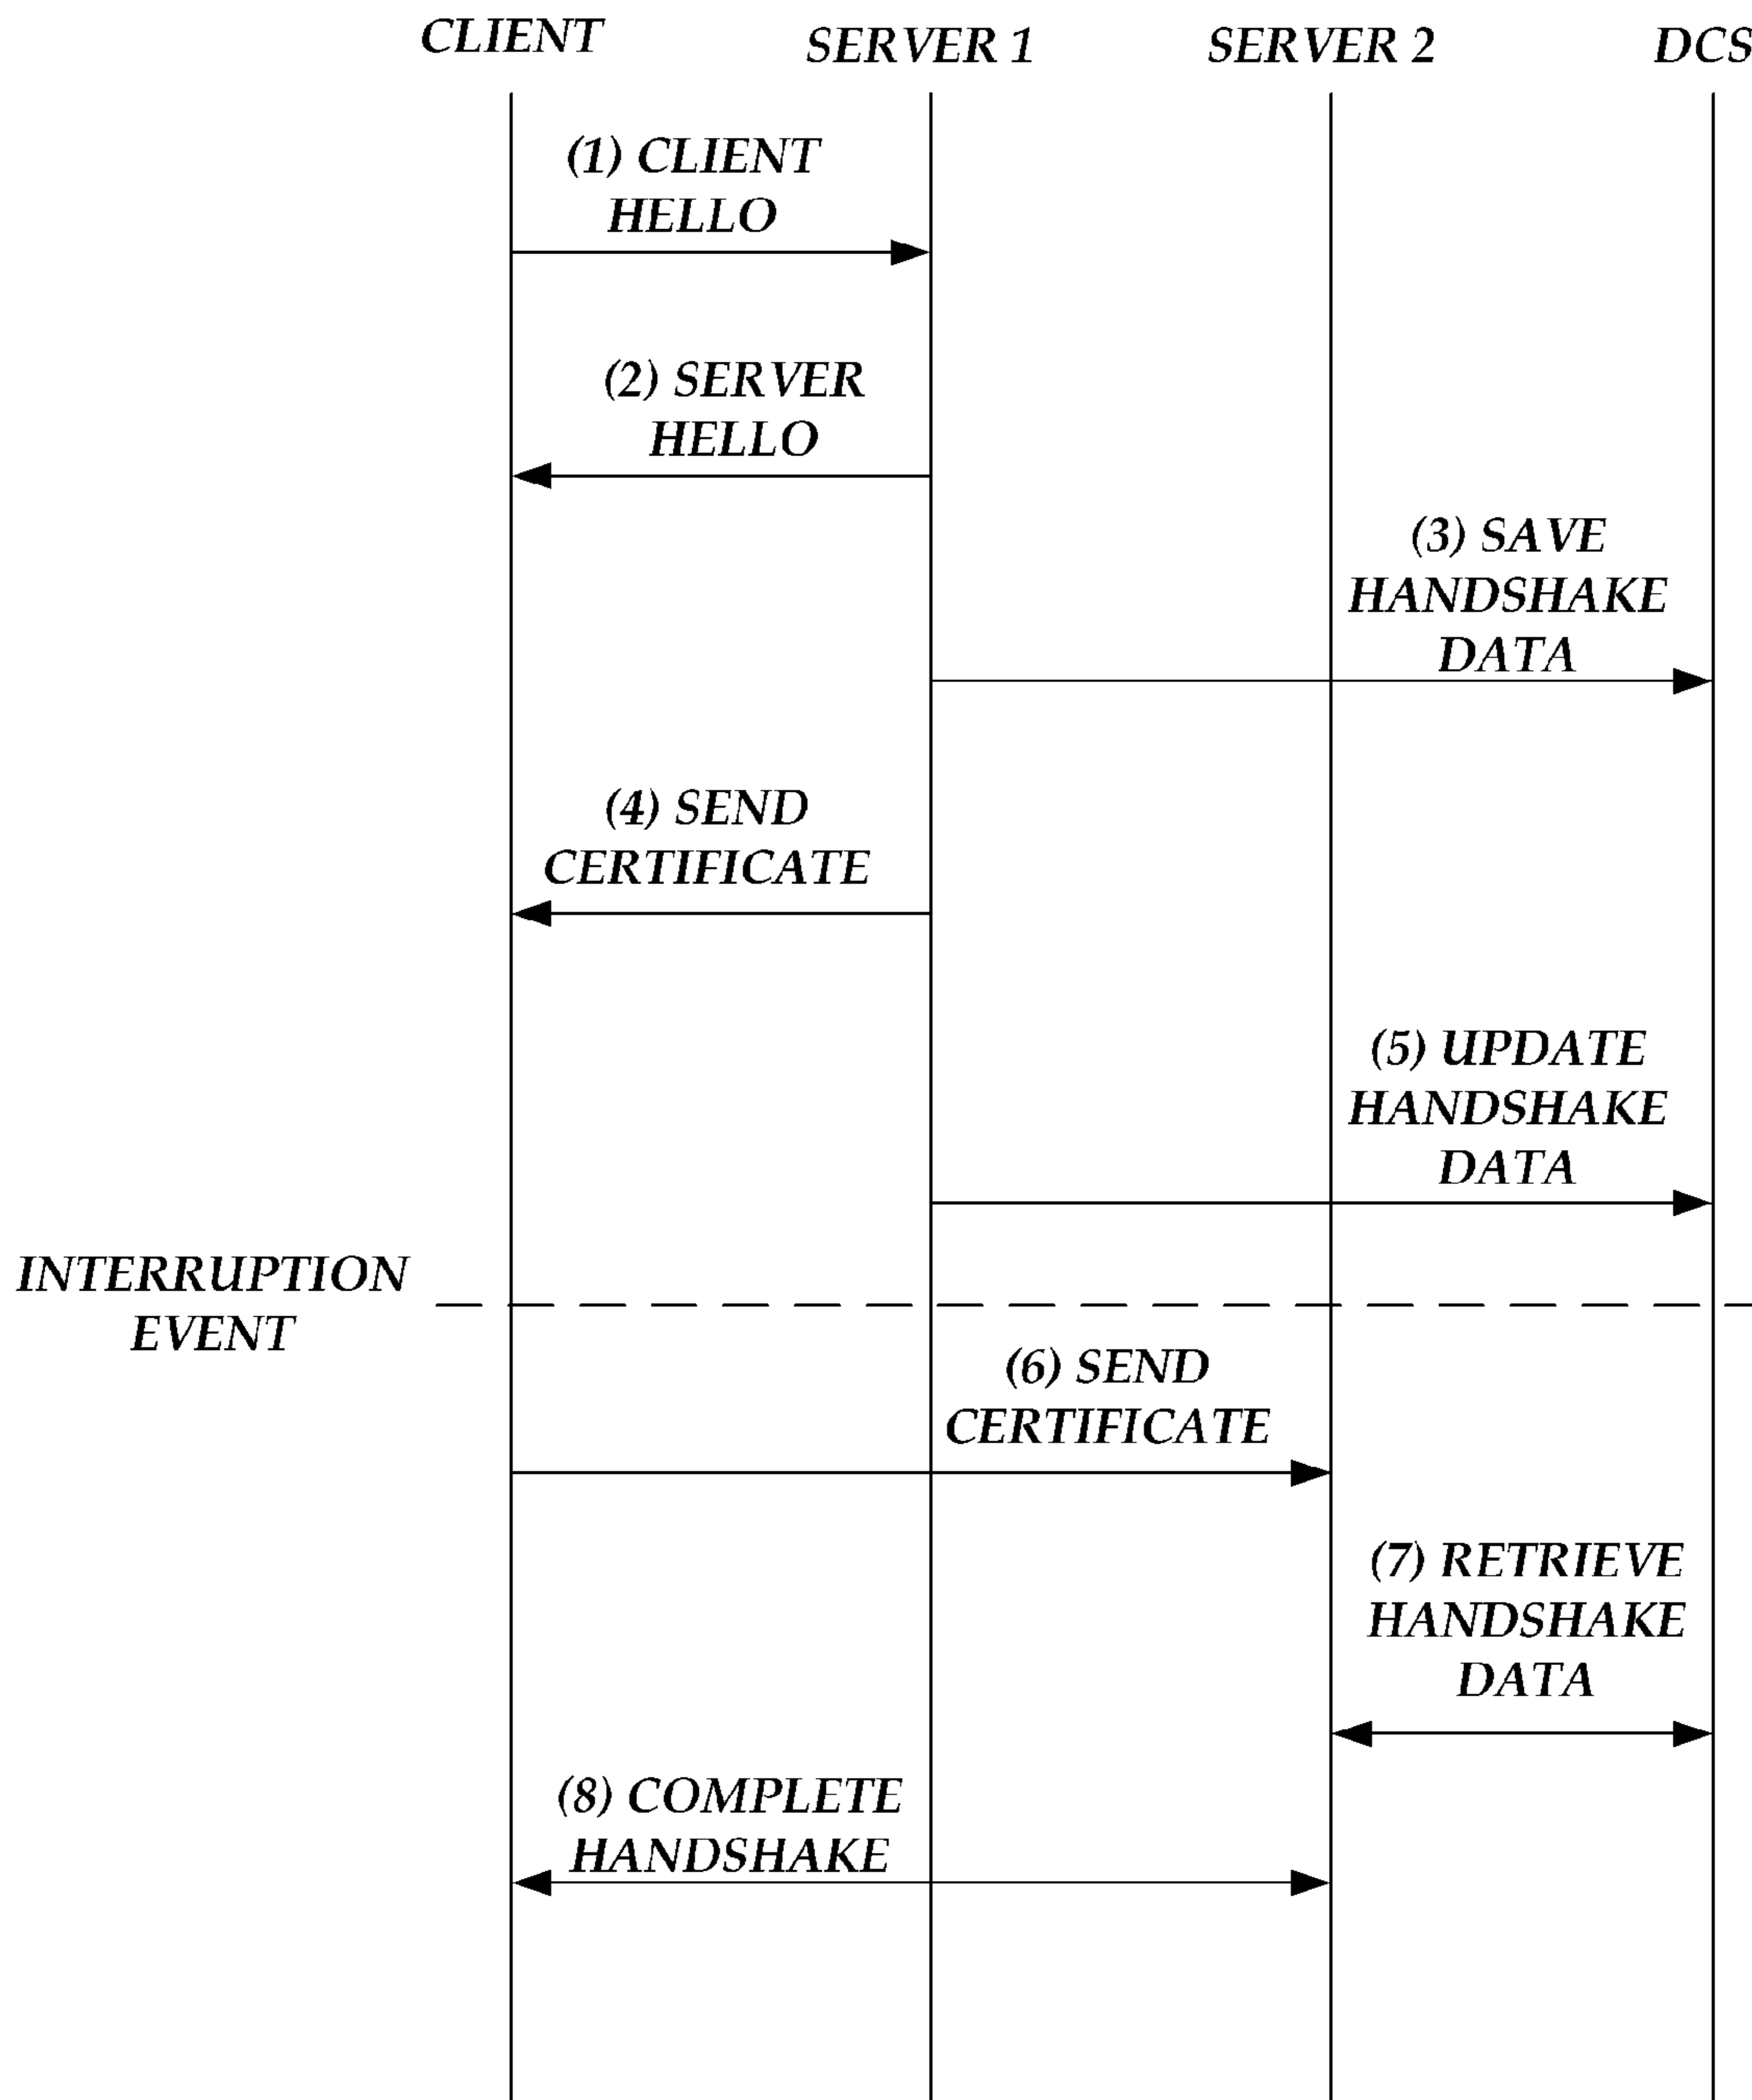 CLIENT
SERVER 1
SERVER 2
DCS
(1) CLIENT
HELLO
(2) SERVER
HELLO
(3) SAVE
HANDSHAKE
DATA
(4) SEND
CERTIFICATE
(5) UPDATE
HANDSHAKE
DATA
INTERRUPTION
EVENT
(6) SEND
CERTIFICATE
(7) RETRIEVE
HANDSHAKE
DATA
(8) COMPLETE
HANDSHAKE